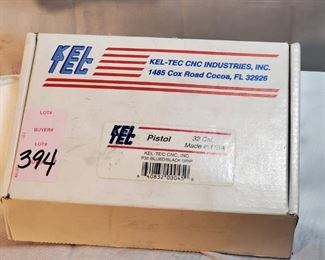 KEL TEC
KEL-TEC CNC INDUSTRIES, INC.
1485 Cox Road Cocoa, FL 32926
LOT#
BUYER#
LOT#
394
KEL TEC
Pistol
32 Cal.
Made in USA
KEL-TEC CNC, INC.
BLUED/BLACK GRIP